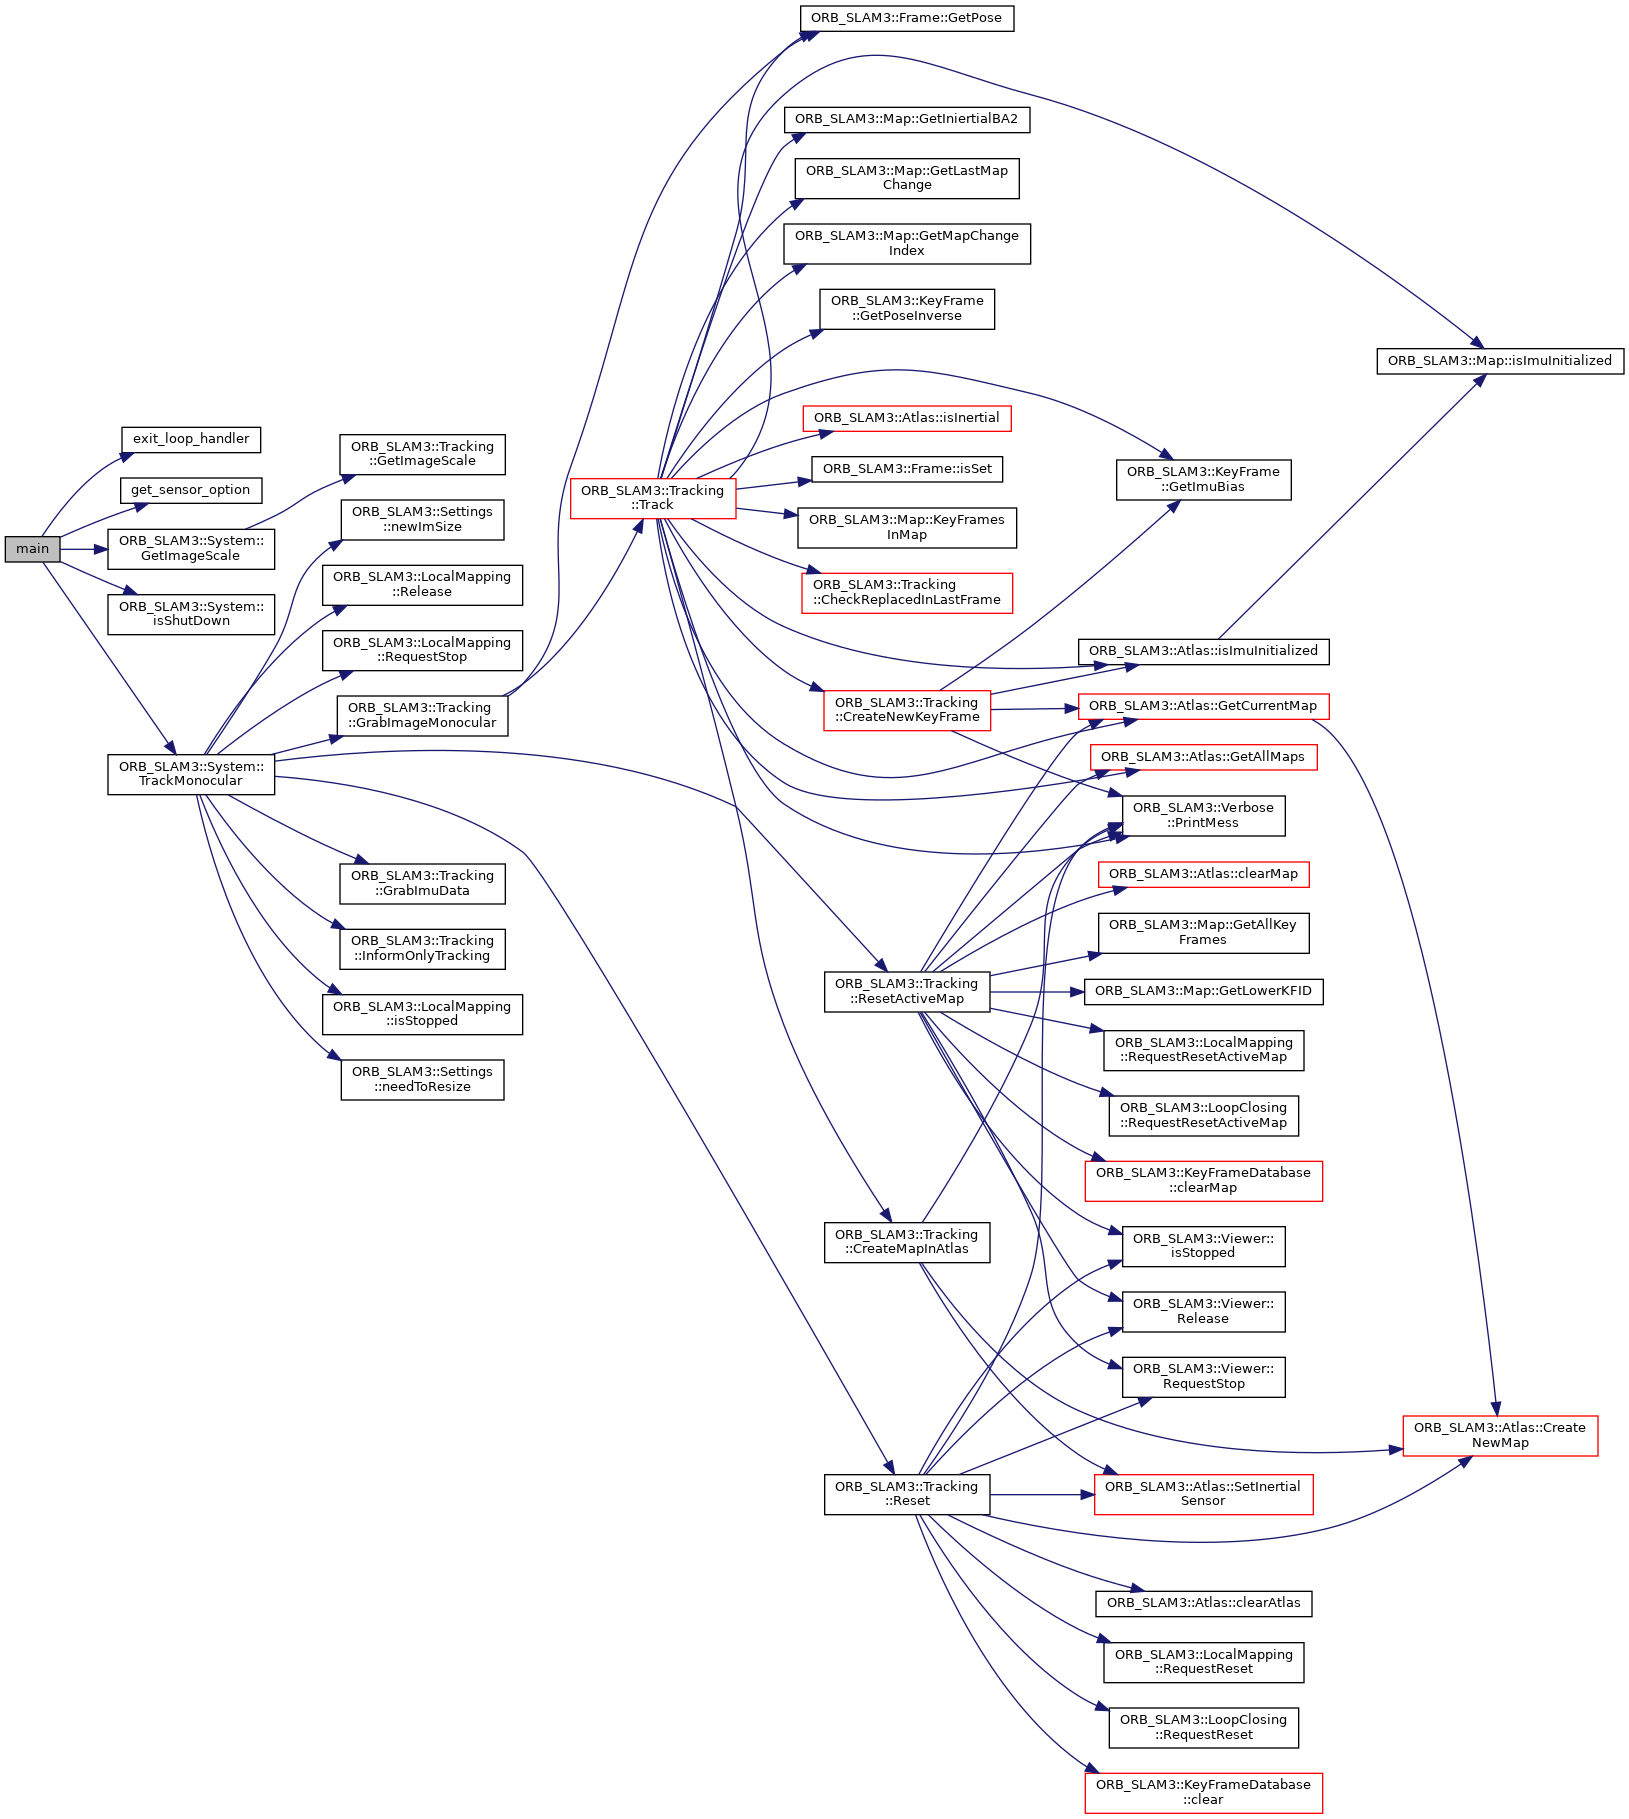 main
exit_loop_handler
get_sensor_option
ORB_SLAM3::System::
GetImageScale
ORB_SLAM3::System::
isShutDown
ORB_SLAM3::System::
TrackMonocular
ORB_SLAM3::Tracking
::GetImageScale
ORB_SLAM3::Settings
::newImSize
ORB_SLAM3::LocalMapping
::Release
ORB_SLAM3::LocalMapping
::RequestStop
ORB_SLAM3::Tracking
::GrabImageMonocular
ORB_SLAM3::Tracking
::GrabImuData
ORB_SLAM3::Tracking
::InformOnlyTracking
ORB_SLAM3::LocalMapping
::isStopped
ORB_SLAM3::Settings
::needToResize
ORB_SLAM3::Tracking
::Track
ORB_SLAM3::Frame::GetPose
ORB_SLAM3::Map::GetIniertialBA2
ORB_SLAM3::Map::GetLastMap
Change
ORB_SLAM3::Map::GetMapChange
Index
ORB_SLAM3::KeyFrame
::GetPoseInverse
ORB_SLAM3::Atlas::isInertial
ORB_SLAM3::Frame::isSet
ORB_SLAM3::Map::KeyFrames
InMap
ORB_SLAM3::Tracking
::CheckReplacedInLastFrame
ORB_SLAM3::Tracking
::CreateNewKeyFrame
ORB_SLAM3::Tracking
::ResetActiveMap
ORB_SLAM3::Tracking
::CreateMapInAtlas
ORB_SLAM3::Tracking
::Reset
ORB_SLAM3::KeyFrame
::GetImuBias
ORB_SLAM3::Atlas::isImuInitialized
ORB_SLAM3::Atlas::GetCurrentMap
ORB_SLAM3::Atlas::GetAllMaps
ORB_SLAM3::Verbose
::PrintMess
ORB_SLAM3::Atlas::clearMap
ORB_SLAM3::Map::GetAllKey
Frames
ORB_SLAM3::Map::GetLowerKFID
ORB_SLAM3::LocalMapping
::RequestResetActiveMap
ORB_SLAM3::LoopClosing
::RequestResetActiveMap
ORB_SLAM3::KeyFrameDatabase
::clearMap
ORB_SLAM3::Viewer::
isStopped
ORB_SLAM3::Viewer::
Release
ORB_SLAM3::Viewer::
RequestStop
ORB_SLAM3::Atlas::SetInertial
Sensor
ORB_SLAM3::Atlas::clearAtlas
ORB_SLAM3::LocalMapping
::RequestReset
ORB_SLAM3::LoopClosing
::RequestReset
ORB_SLAM3::KeyFrameDatabase
::clear
ORB_SLAM3::Map::isImuInitialized
ORB_SLAM3::Atlas::Create
NewMap